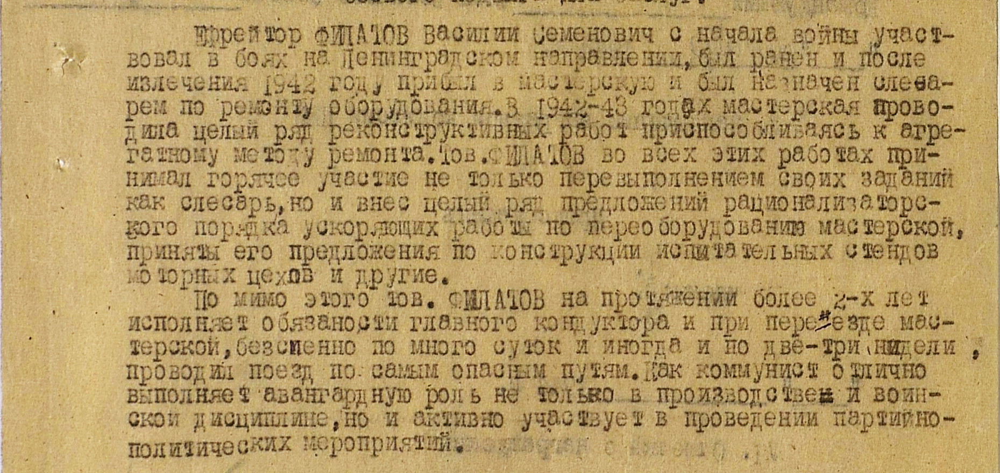 Ефрейтор ФИЛАТОВ Василий Семенович с начала войны участ-
вовал в боях на Ленинградском направлении, был ранен и после
излечения 1942 году прибыл в мастерскую и был назначен слеса-
рем по ремонту оборудования.В 1942-43 годах мастерская прово-
дила целый ряд реконструктивных работ приспособливаясь к агре-
гатному методу ремонта.Тов.ФИЛАТОВ во всех этих работах при-
нимал горячее участие не только перевыполнением своих заданий
как слесарь,но и внес целый ряд предложений рационализаторс-
кого порядка ускоряющих работы по переоборудованию мастерской,
приняты его предложения по конструкции испытательных стендов
моторных цехов и другие.
По мимо этого тов. ФИЛАТОВ на протяжении более 2-х лет
исполняет обязаности главного кондуктора и при переъезде мас-
терской,безсменно по много суток и иногда и по две-три нидели,
проводил поезд по самым опасным путям.Как коммунист отлично
выполняет авангардную роль не только в производствен и воин-
ской дисциплине,но и активно участвует в проведении партийно-
политических мероприятий.